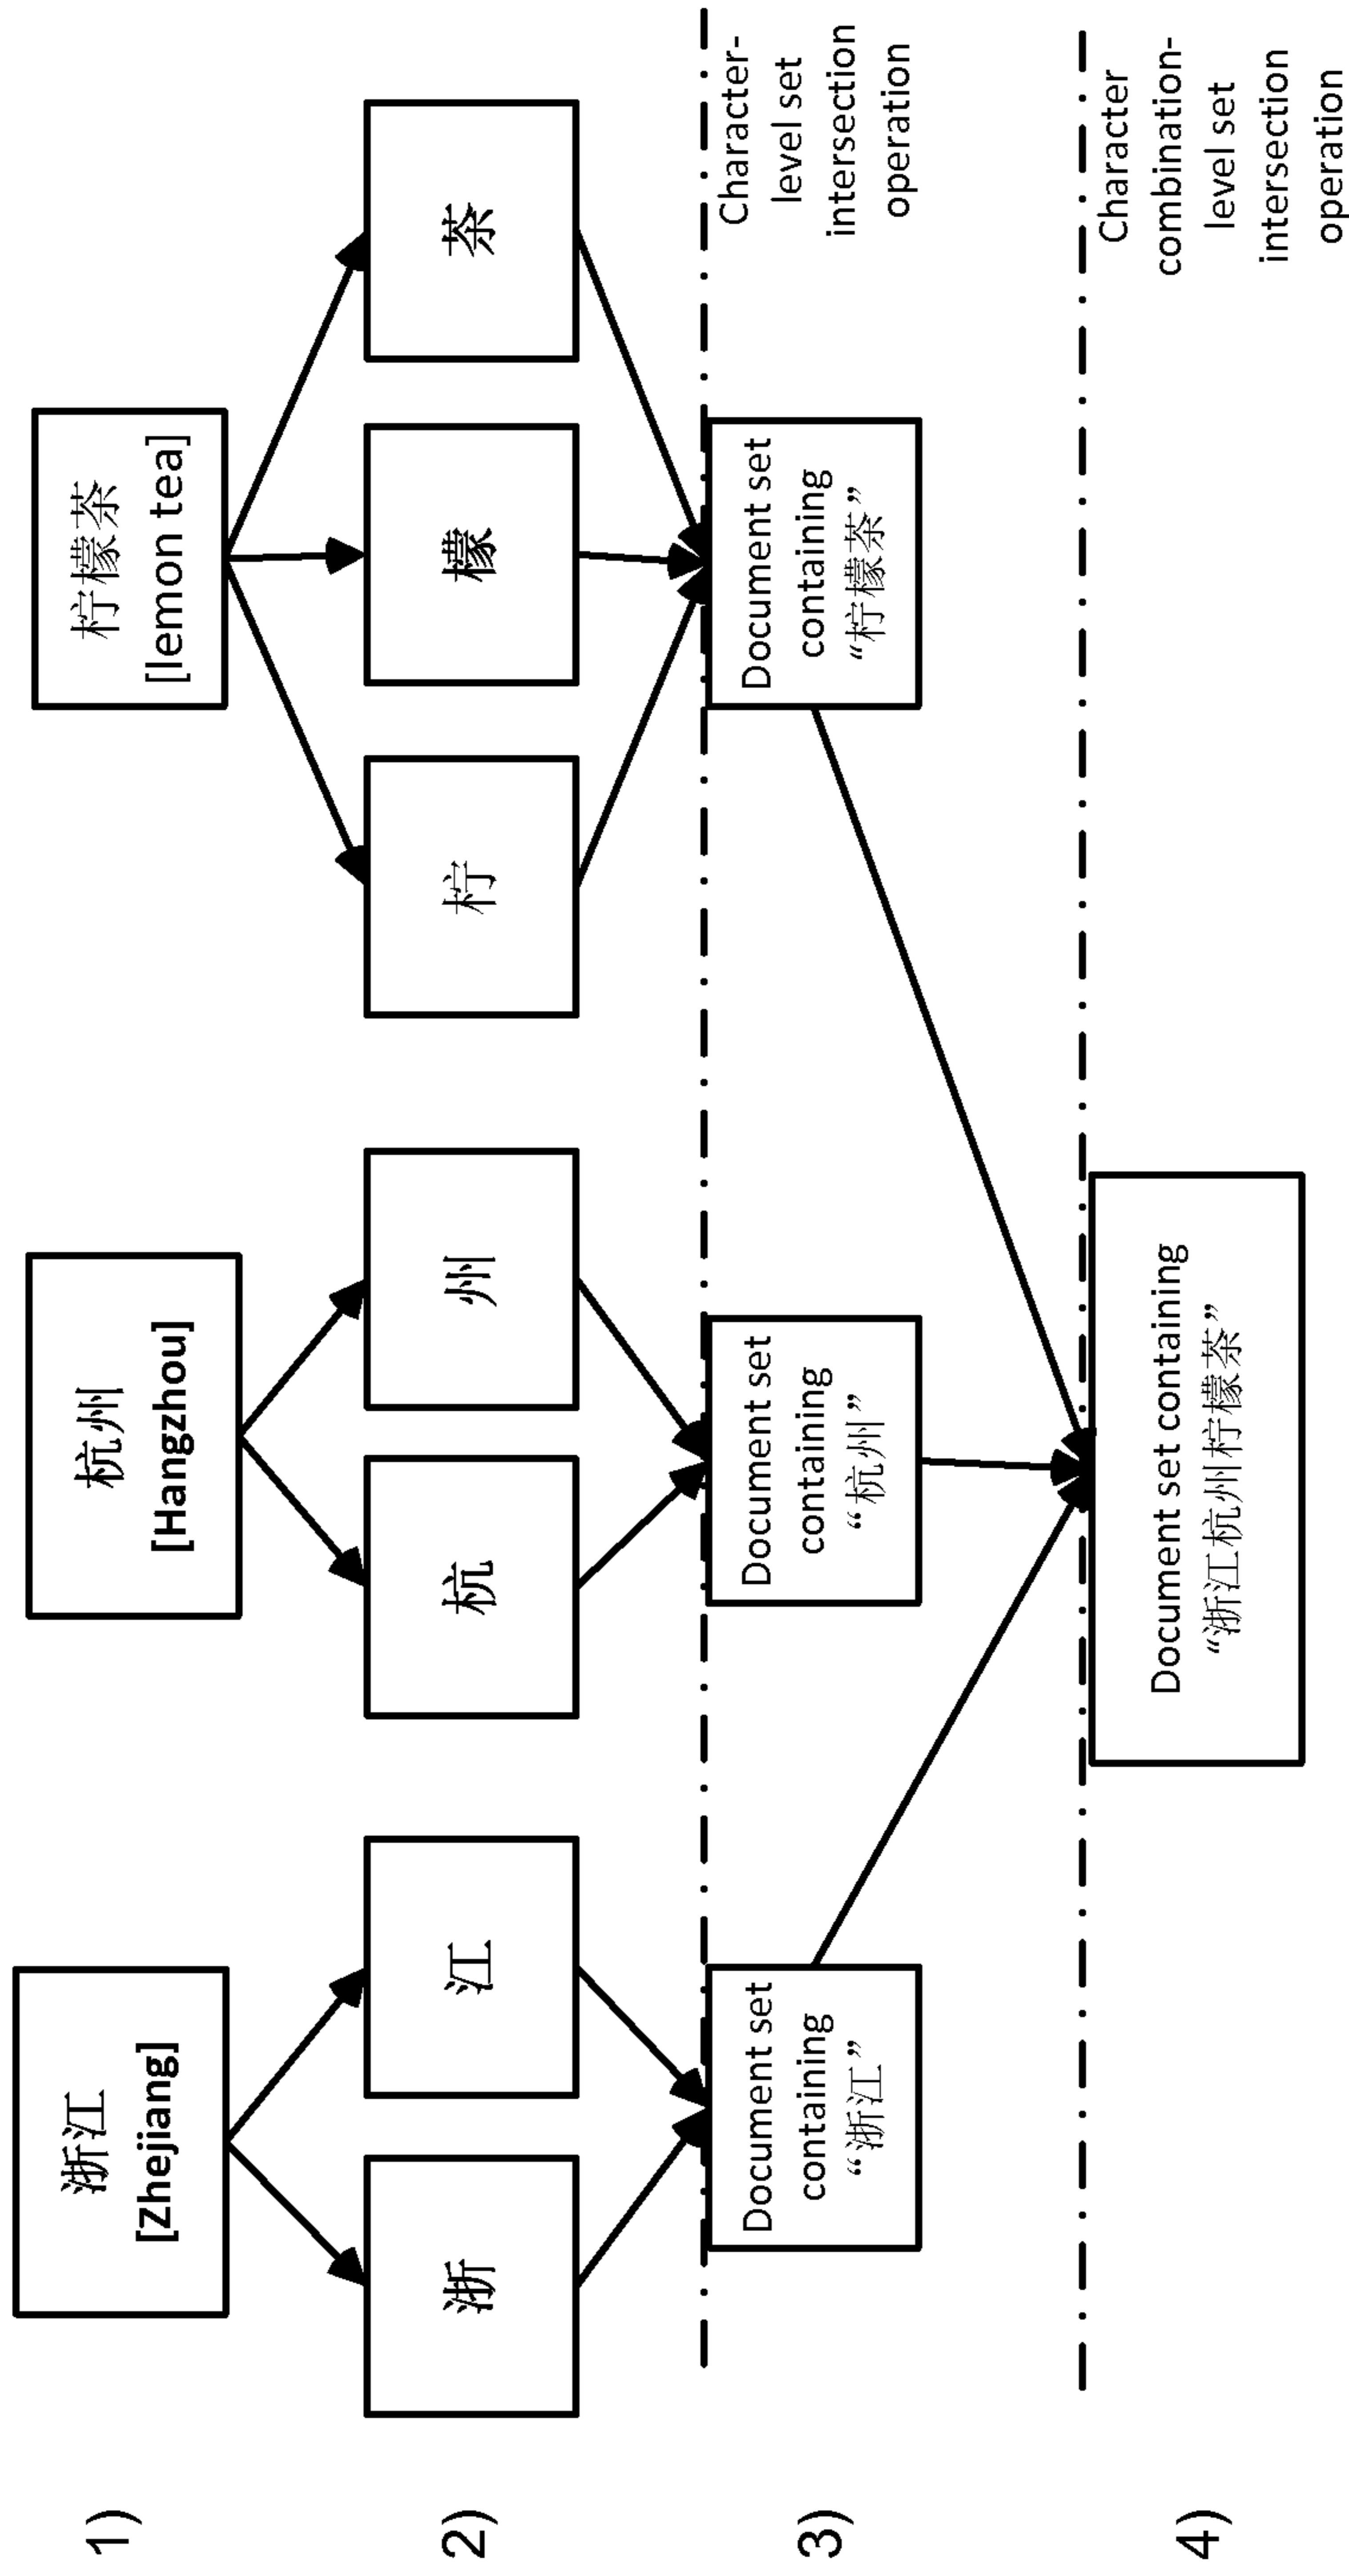 1)
浙江
[Zhejiang]
杭州
[Hangzhou]
柠檬茶
[lemon tea]
2)
浙
江
杭
州
柠
檬
茶
Character-
level set
intersection
operation
3)
Document set
containing
“浙江”
Document set
containing
“杭州”
Document set
containing
“柠檬茶”
Character
combination-
level set
intersection
operation
4)
Document set containing
“浙江杭州柠檬茶”